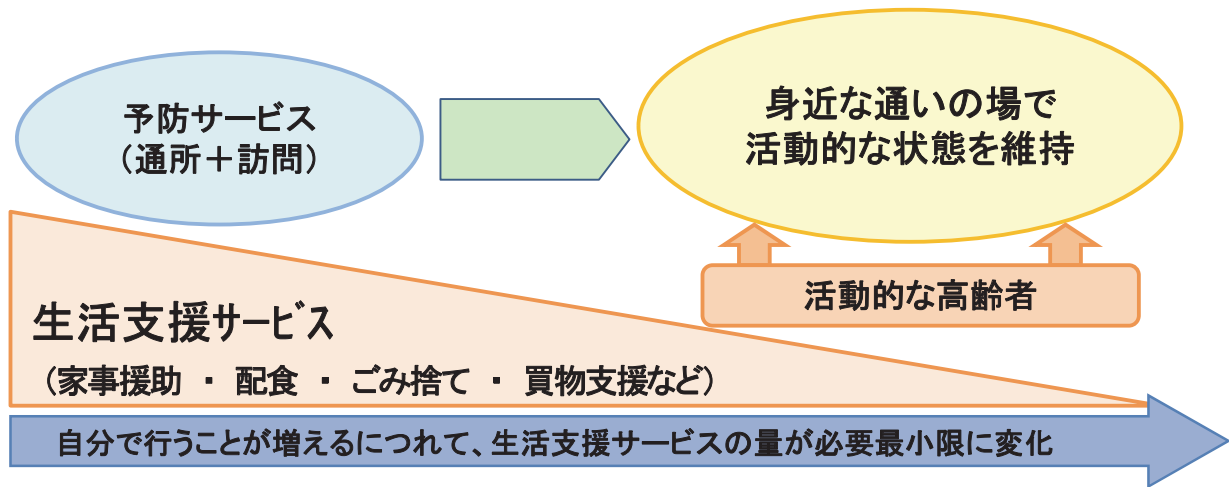 予防サービス
（通所＋訪問）
身近な通いの場で
活動的な状態を維持
活動的な高齢者
生活支援サービス
（家事援助 ・ 配食 ・ ごみ捨て ・ 買物支援など）
自分で行うことが増えるにつれて、生活支援サービスの量が必要最小限に変化